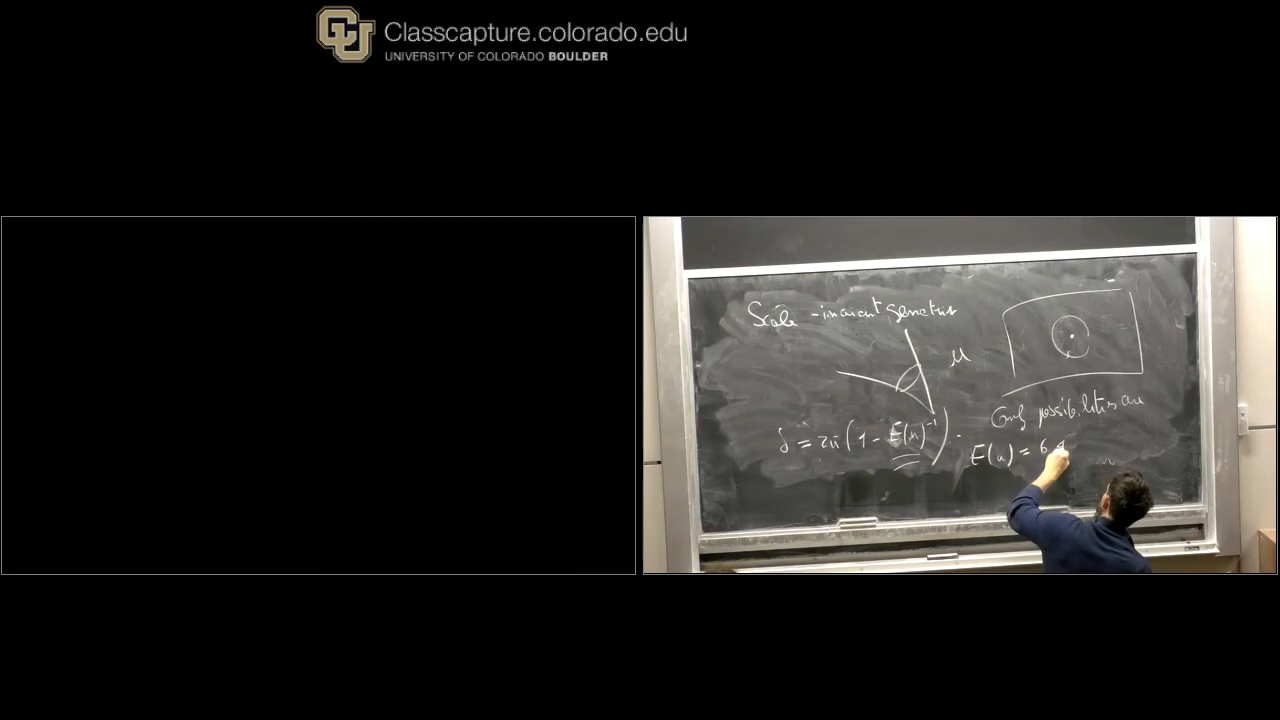 Classcapture.colorado.edu
UNIVERSITY OF COLORADO BOULDER
Scale - invariant geometries
μ
Only possibilities are
δ = 2π(1 - E(u)^{-1}).
E(u) = 6,